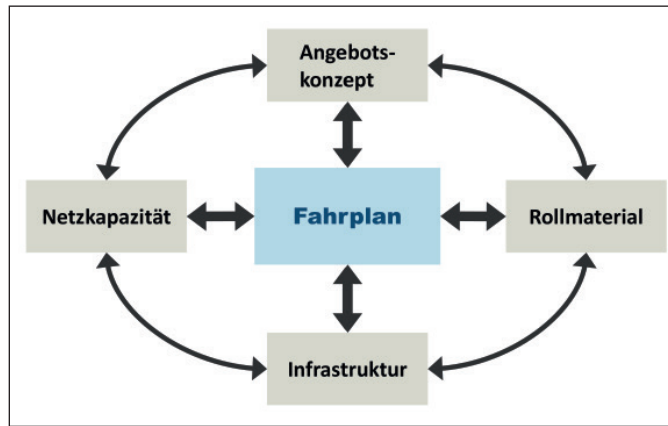 Angebots-
konzept
Netzkapazität
Fahrplan
Rollmaterial
Infrastruktur